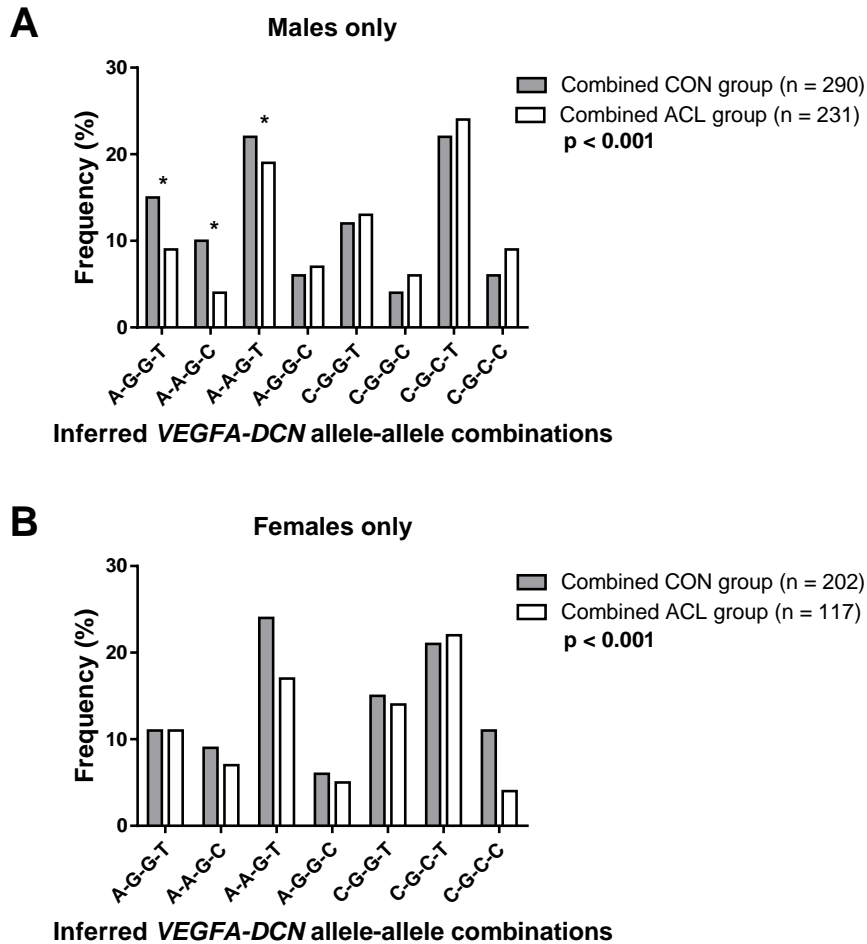 A
Males only
Frequency (%)
30
20
10
0
*
*
*
Combined CON group (n = 290)
Combined ACL group (n = 231)
p < 0.001
A-G-G-T
A-A-G-C
A-A-G-T
A-G-G-C
C-G-G-T
C-G-G-C
C-G-C-T
C-G-C-C
Inferred VEGFA-DCN allele-allele combinations
B
Females only
Frequency (%)
30
20
10
0
Combined CON group (n = 202)
Combined ACL group (n = 117)
p < 0.001
A-G-G-T
A-A-G-C
A-A-G-T
A-G-G-C
C-G-G-T
C-G-C-T
C-G-C-C
Inferred VEGFA-DCN allele-allele combinations